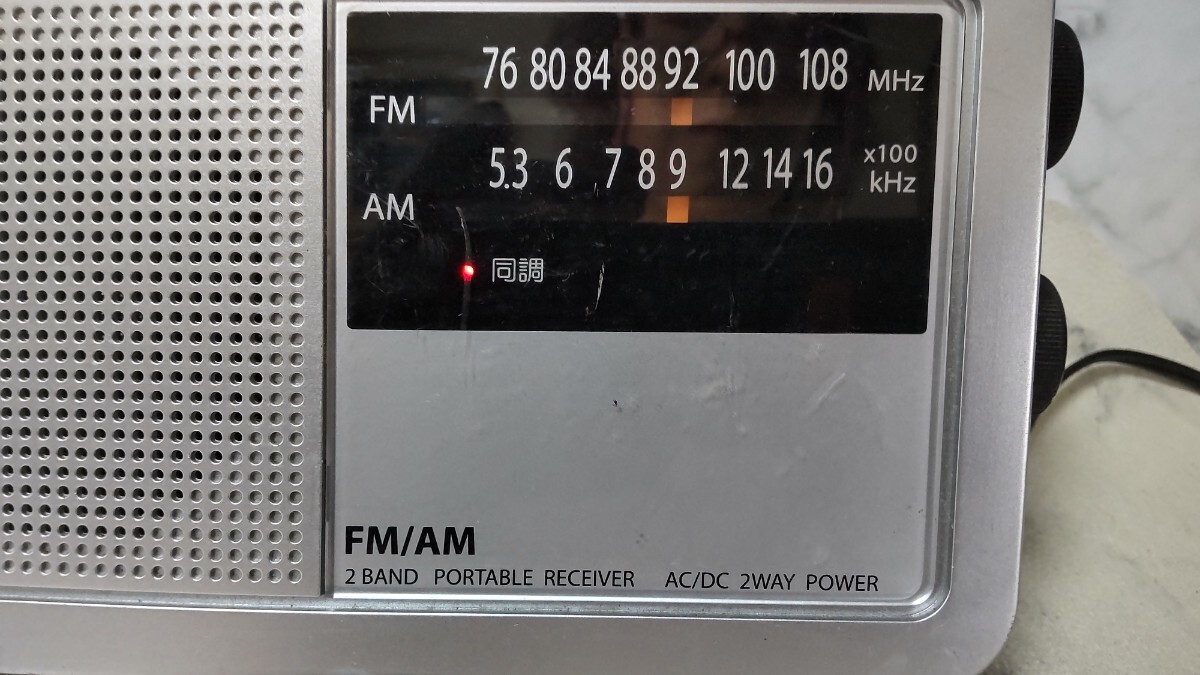 76 80 84 88 92 100 108 MHz
FM
5.3 6 7 8 9 12 14 16 x100 kHz
AM
同調
FM/AM
2 BAND PORTABLE RECEIVER AC/DC 2WAY POWER